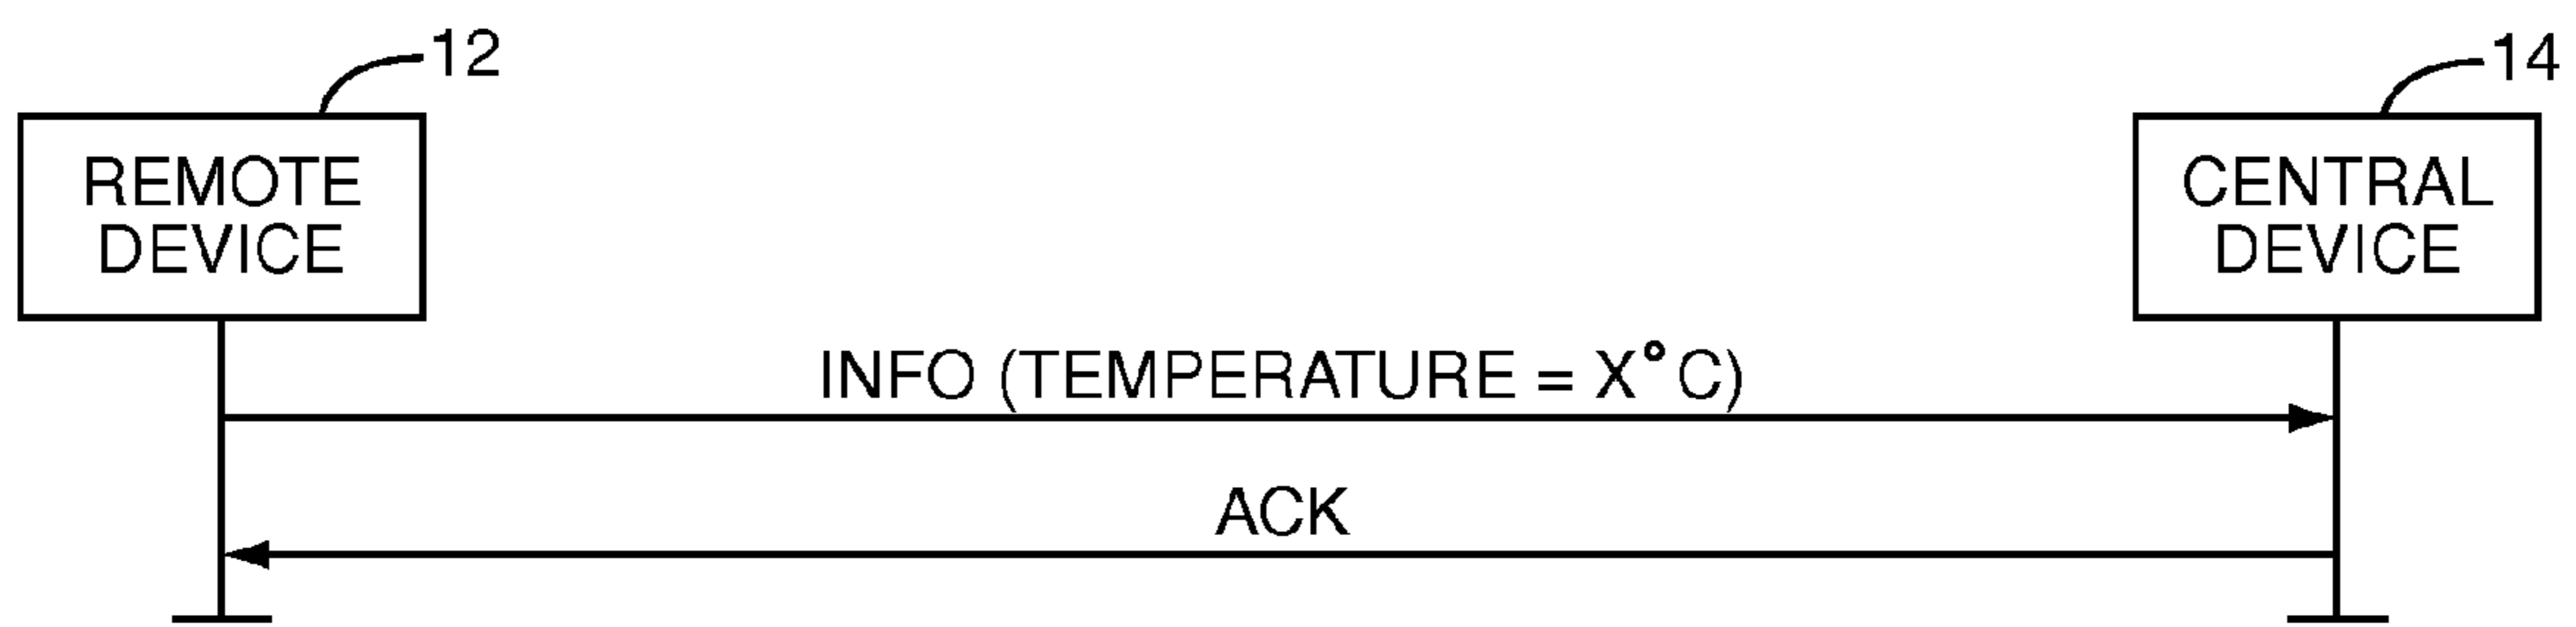 12
14
REMOTE
DEVICE
CENTRAL
DEVICE
INFO (TEMPERATURE = X°C)
ACK